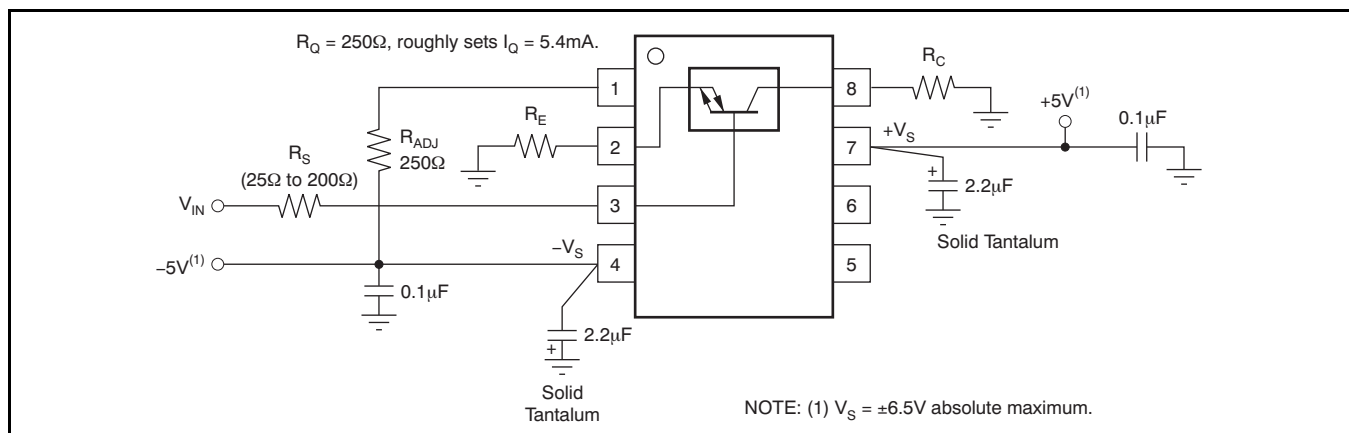 R_Q = 250Ω, roughly sets I_Q = 5.4mA.
1
8
R_C
+5V(1)
0.1µF
R_ADJ
250Ω
R_E
2
+V_S
7
R_S
(25Ω to 200Ω)
+
2.2µF
V_IN
3
6
Solid Tantalum
–V_S
–5V(1)
4
5
0.1µF
2.2µF
+
Solid
Tantalum
NOTE: (1) V_S = ±6.5V absolute maximum.